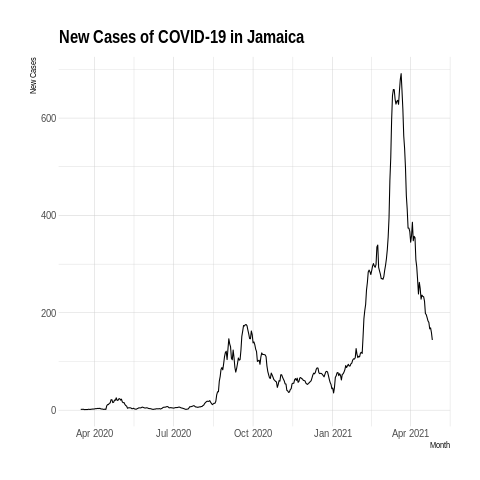 New Cases of COVID-19 in Jamaica
New Cases
600
400
200
0
Apr 2020 Jul 2020 Oct 2020 Jan 2021 Apr 2021
Month